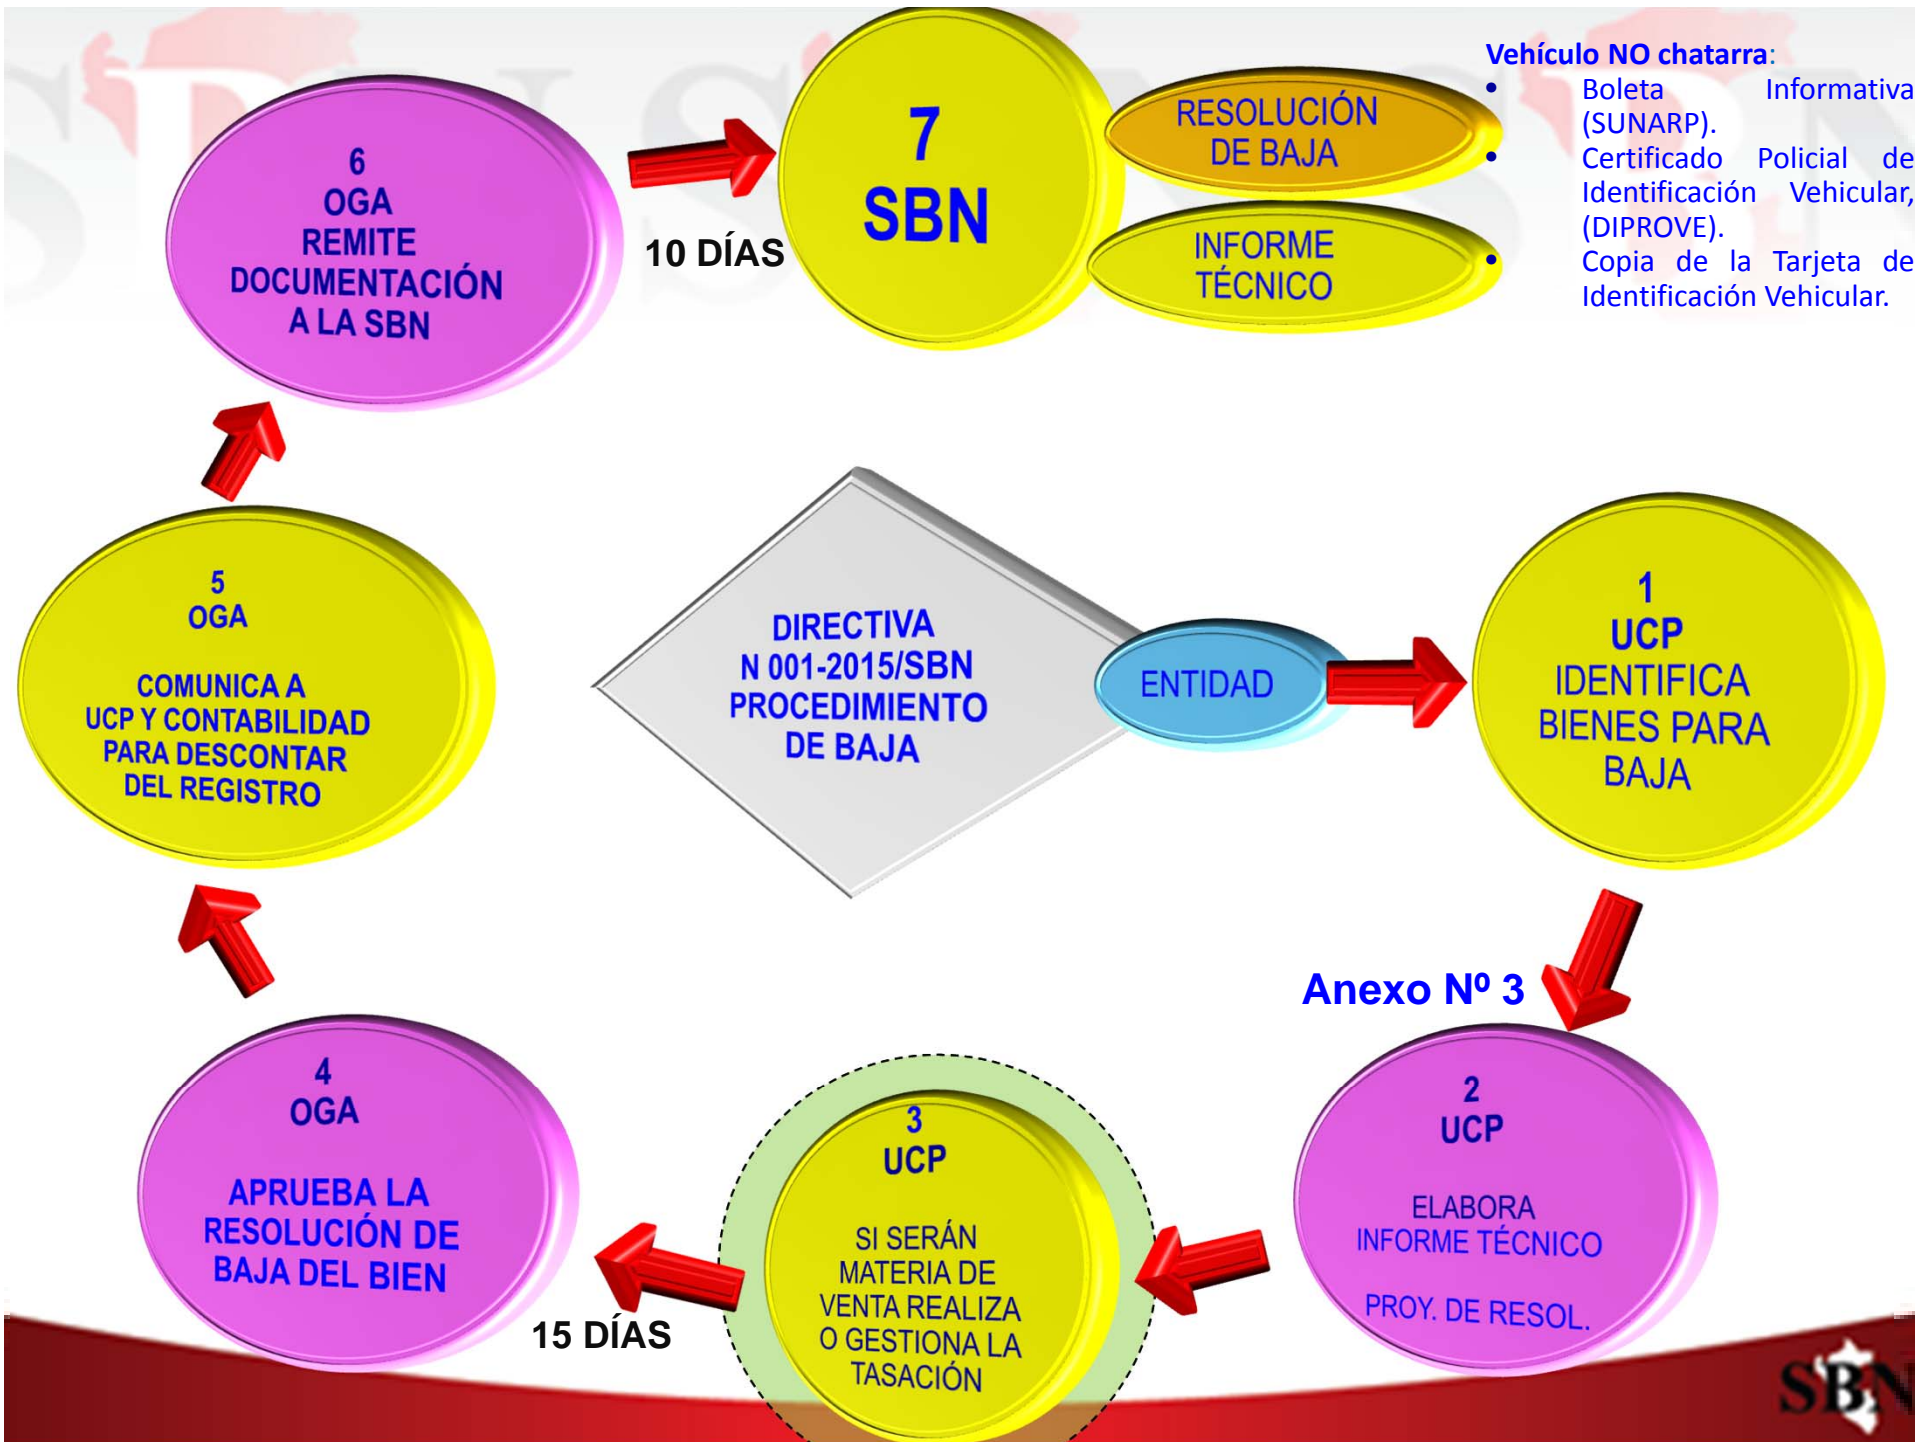 6
OGA
REMITE
DOCUMENTACIÓN
A LA SBN
10 DÍAS
7
SBN
RESOLUCIÓN
DE BAJA
INFORME
TÉCNICO
Vehículo NO chatarra:
• Boleta Informativa
(SUNARP).
• Certificado Policial de
Identificación Vehicular,
(DIPROVE).
• Copia de la Tarjeta de
Identificación Vehicular.
5
OGA
COMUNICA A
UCP Y CONTABILIDAD
PARA DESCONTAR
DEL REGISTRO
DIRECTIVA
N 001-2015/SBN
PROCEDIMIENTO
DE BAJA
ENTIDAD
1
UCP
IDENTIFICA
BIENES PARA
BAJA
Anexo Nº 3
2
UCP
ELABORA
INFORME TÉCNICO
PROY. DE RESOL.
3
UCP
SI SERÁN
MATERIA DE
VENTA REALIZA
O GESTIONA LA
TASACIÓN
15 DÍAS
4
OGA
APRUEBA LA
RESOLUCIÓN DE
BAJA DEL BIEN
SBN